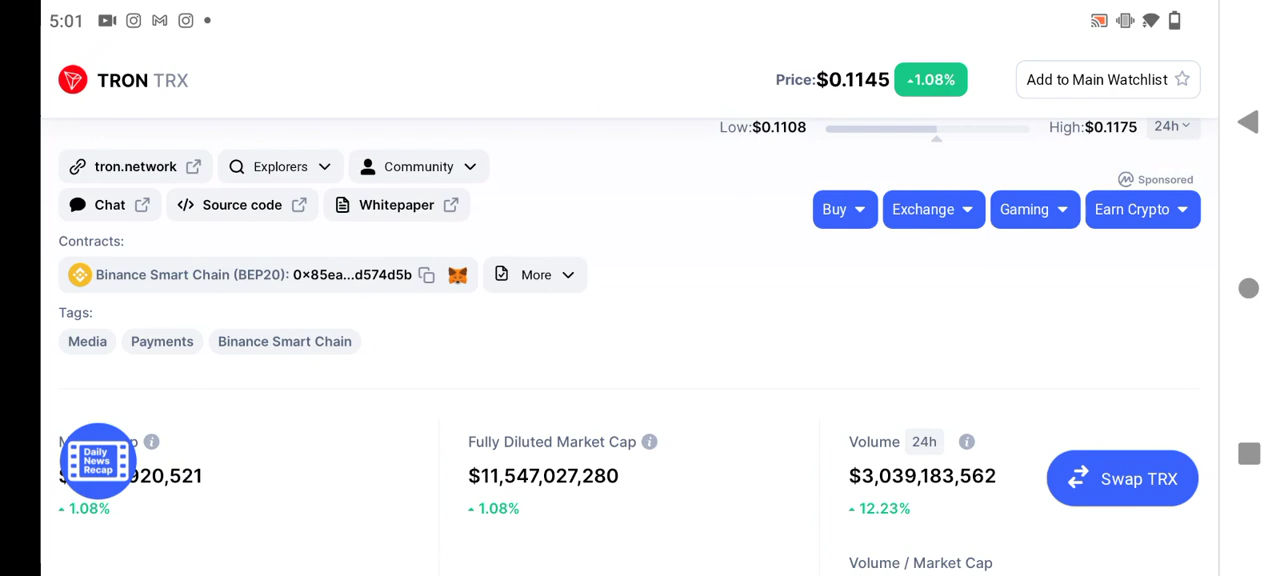 5:01
TRON TRX
Price:$0.1145 1.08%
Add to Main Watchlist
Low:$0.1108
High:$0.1175
24h
tron.network
Explorers
Community
Sponsored
Chat
Source code
Whitepaper
Buy
Exchange
Gaming
Earn Crypto
Contracts:
Binance Smart Chain (BEP20): 0x85ea...d574d5b
More
Tags:
Media
Payments
Binance Smart Chain
Daily
News
Recap
920,521
1.08%
Fully Diluted Market Cap
$11,547,027,280
1.08%
Volume 24h
$3,039,183,562
12.23%
Swap TRX
Volume / Market Cap